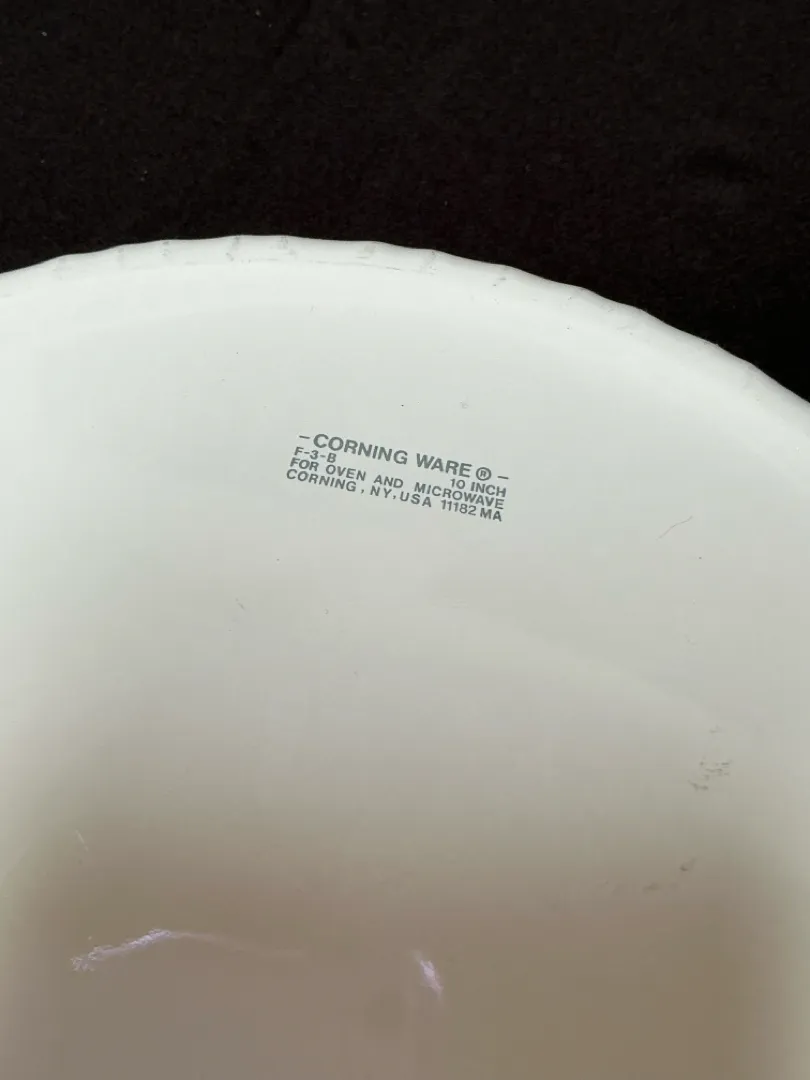 -CORNING WARE®-
F-3-B 10 INCH
FOR OVEN AND MICROWAVE
CORNING, NY, USA 11182 MA